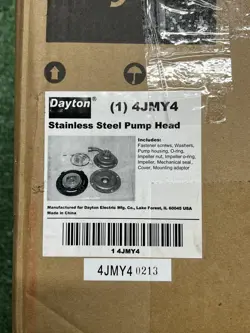 Dayton® (1) 4JMY4
Stainless Steel Pump Head
Includes:
Fastener screws, Washers,
Pump housing, O-ring,
Impeller nut, Impeller o-ring,
Impeller, Mechanical seal,
Cover, Mounting adaptor
Manufactured for Dayton Electric Mfg. Co., Lake Forest, IL 60045 USA
Made in China
1 4JMY4
4JMY4 0213